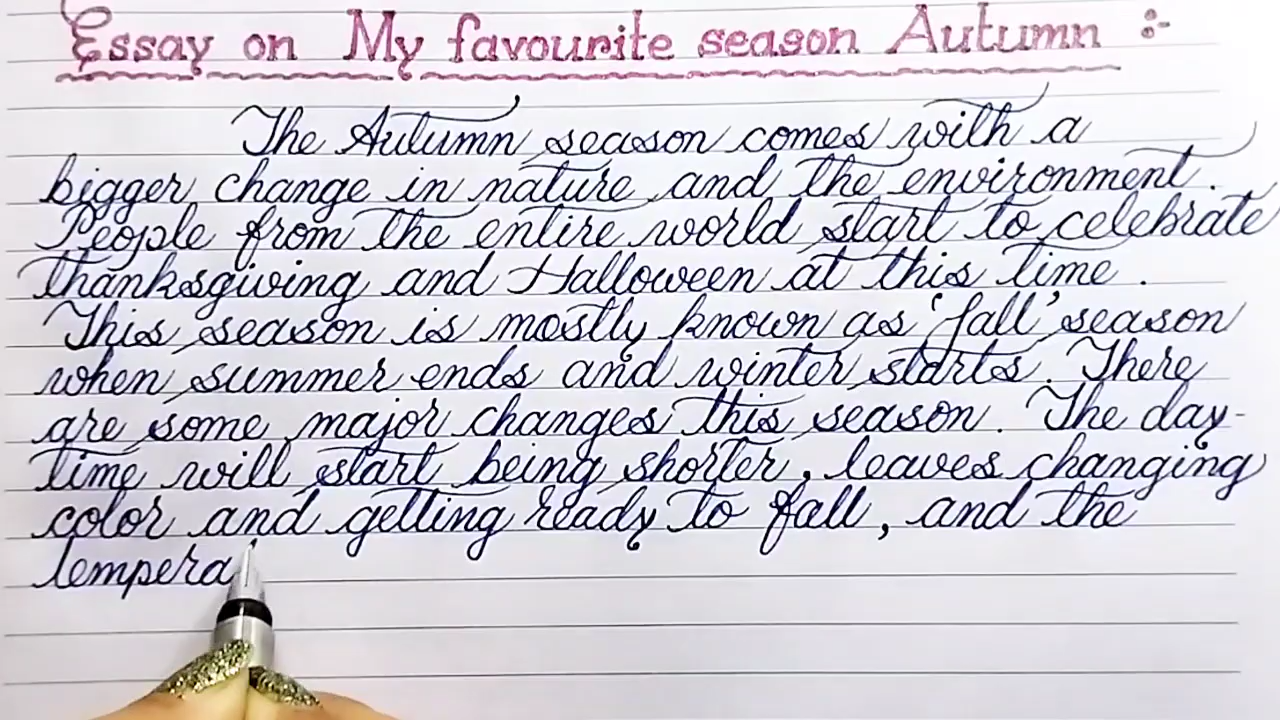 Essay on My favourite season Autumn :-
The Autumn season comes with a
bigger change in nature and the environment.
People from the entire world start to celebrate
thanksgiving and Halloween at this time.
This season is mostly known as 'fall' season
when summer ends and winter starts. There
are some major changes this season. The day-
time will start being shorter, leaves changing
color and getting ready to fall, and the
tempera